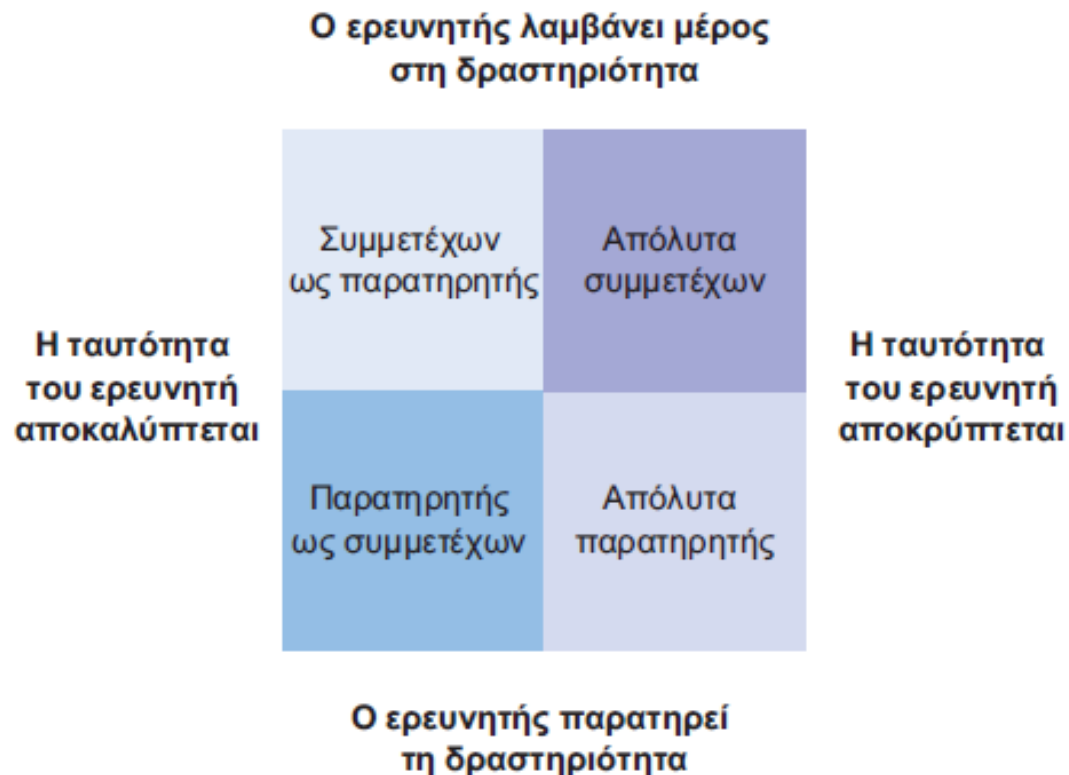 Ο ερευνητής λαμβάνει μέρος
στη δραστηριότητα
Συμμετέχων
ως παρατηρητής
Απόλυτα
συμμετέχων
Η ταυτότητα
του ερευνητή
αποκαλύπτεται
Η ταυτότητα
του ερευνητή
αποκρύπτεται
Παρατηρητής
ως συμμετέχων
Απόλυτα
παρατηρητής
Ο ερευνητής παρατηρεί
τη δραστηριότητα